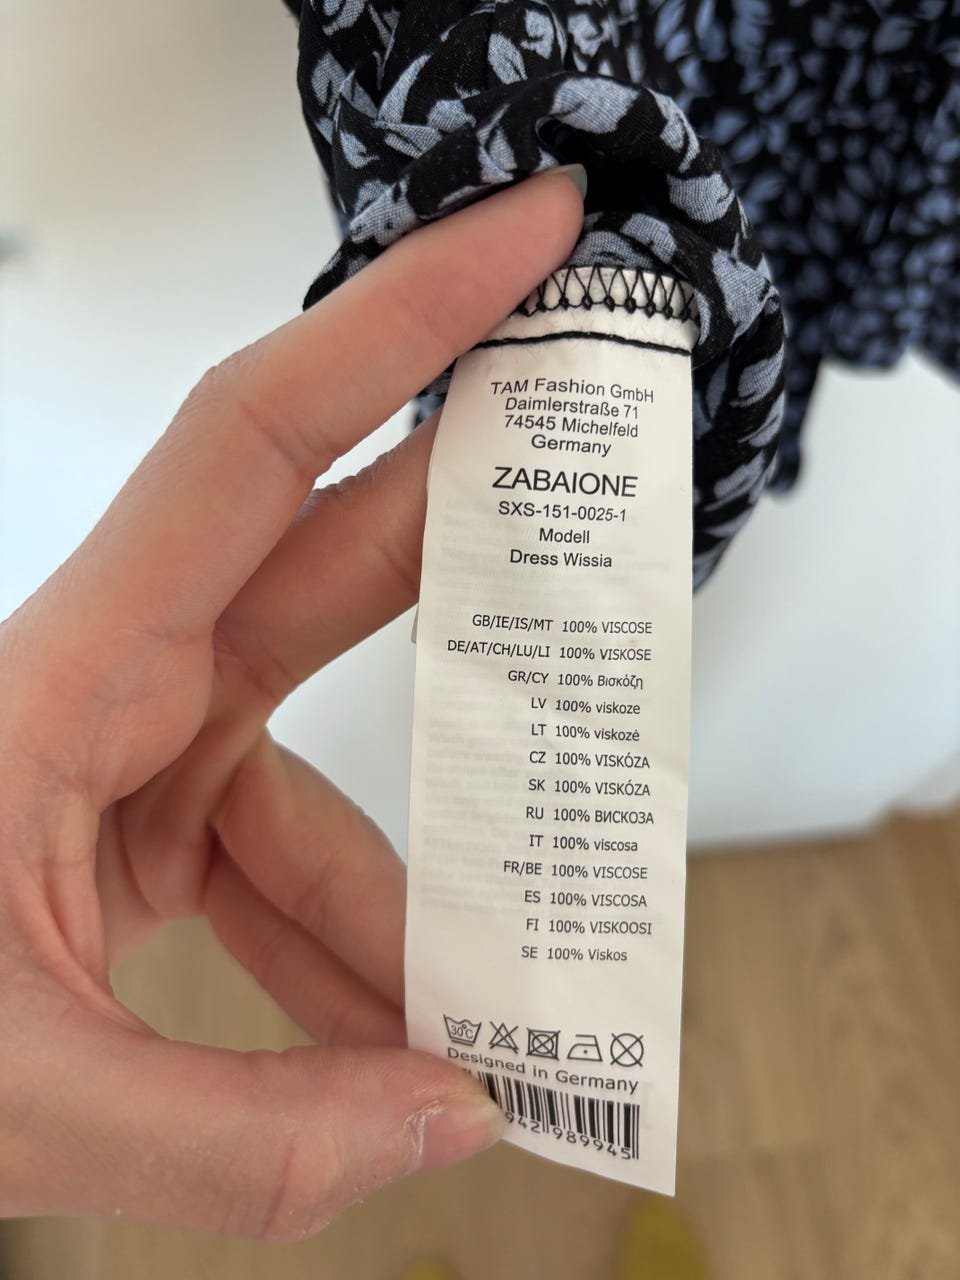 TAM Fashion GmbH
Daimlerstraße 71
74545 Michelfeld
Germany
ZABAIONE
SXS-151-0025-1
Modell
Dress Wissia
GB/IE/IS/MT 100% VISCOSE
DE/AT/CH/LU/LI 100% VISKOSE
GR/CY 100% Βισκόζη
LV 100% viskoze
LT 100% viskozė
CZ 100% VISKÓZA
SK 100% VISKÓZA
RU 100% ВИСКОЗА
IT 100% viscosa
FR/BE 100% VISCOSE
ES 100% VISCOSA
FI 100% VISKOOSI
SE 100% Viskos
30°C
Designed in Germany
942 989945